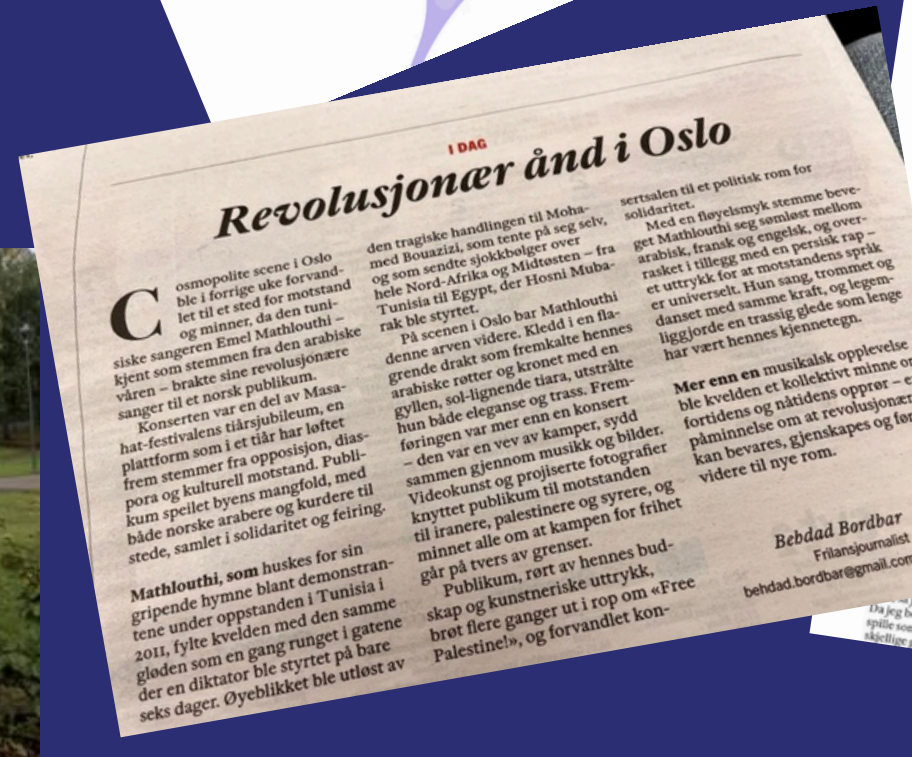 I DAG
Revolusjonær ånd i Oslo
Cosmopolite scene i Oslo
ble i forrige uke forvand-
let til et sted for motstand
og minner, da den tuni-
siske sangeren Emel Mathlouthi –
kjent som stemmen fra den arabiske
våren – brakte sine revolusjonære
sanger til et norsk publikum.
Konserten var en del av Masa-
hat-festivalens tiårsjubileum, en
plattform som i et tiår har løftet
frem stemmer fra opposisjon, dias-
pora og kulturell motstand. Publi-
kum speilet byens mangfold, med
både norske arabere og kurdere til
stede, samlet i solidaritet og feiring.
Mathlouthi, som huskes for sin
gripende hymne blant demonstran-
tene under oppstanden i Tunisia i
2011, fylte kvelden med den samme
gløden som en gang runget i gatene
der en diktator ble styrtet på bare
seks dager. Øyeblikket ble utløst av
den tragiske handlingen til Moha-
med Bouazizi, som tente på seg selv,
og som sendte sjokkbølger over
hele Nord-Afrika og Midtøsten – fra
Tunisia til Egypt, der Hosni Muba-
rak ble styrtet.
På scenen i Oslo bar Mathlouthi
denne arven videre. Kledd i en fla-
grende drakt som fremkalte hennes
arabiske røtter og kronet med en
gyllen, sol-lignende tiara, utstrålte
hun både eleganse og trass. Frem-
føringen var mer enn en konsert
– den var en vev av kamper, sydd
sammen gjennom musikk og bilder.
Videokunst og projiserte fotografier
knyttet publikum til motstanden
til iranere, palestinere og syrere, og
minnet alle om at kampen for frihet
går på tvers av grenser.
Publikum, rørt av hennes bud-
skap og kunstneriske uttrykk,
brøt flere ganger ut i rop om «Free
Palestine!», og forvandlet kon-
sertsalen til et politisk rom for
solidaritet.
Med en fløyelsmyk stemme beve-
get Mathlouthi seg sømløst mellom
arabisk, fransk og engelsk, og over-
rasket i tillegg med en persisk rap –
et uttrykk for at motstandens språk
er universelt. Hun sang, trommet og
danset med samme kraft, og legem-
liggjorde en trassig glede som lenge
har vært hennes kjennetegn.
Mer enn en musikalsk opplevelse
ble kvelden et kollektivt minne
fortidens og nåtidens opprør –
påminnelse om at revolusjonær
kan bevares, gjenskapes og
videre til nye rom.
Behdad Bordbar
Frilansjournalist
behdad.bordbar@gmail.com
Da jeg
spille
skjellige